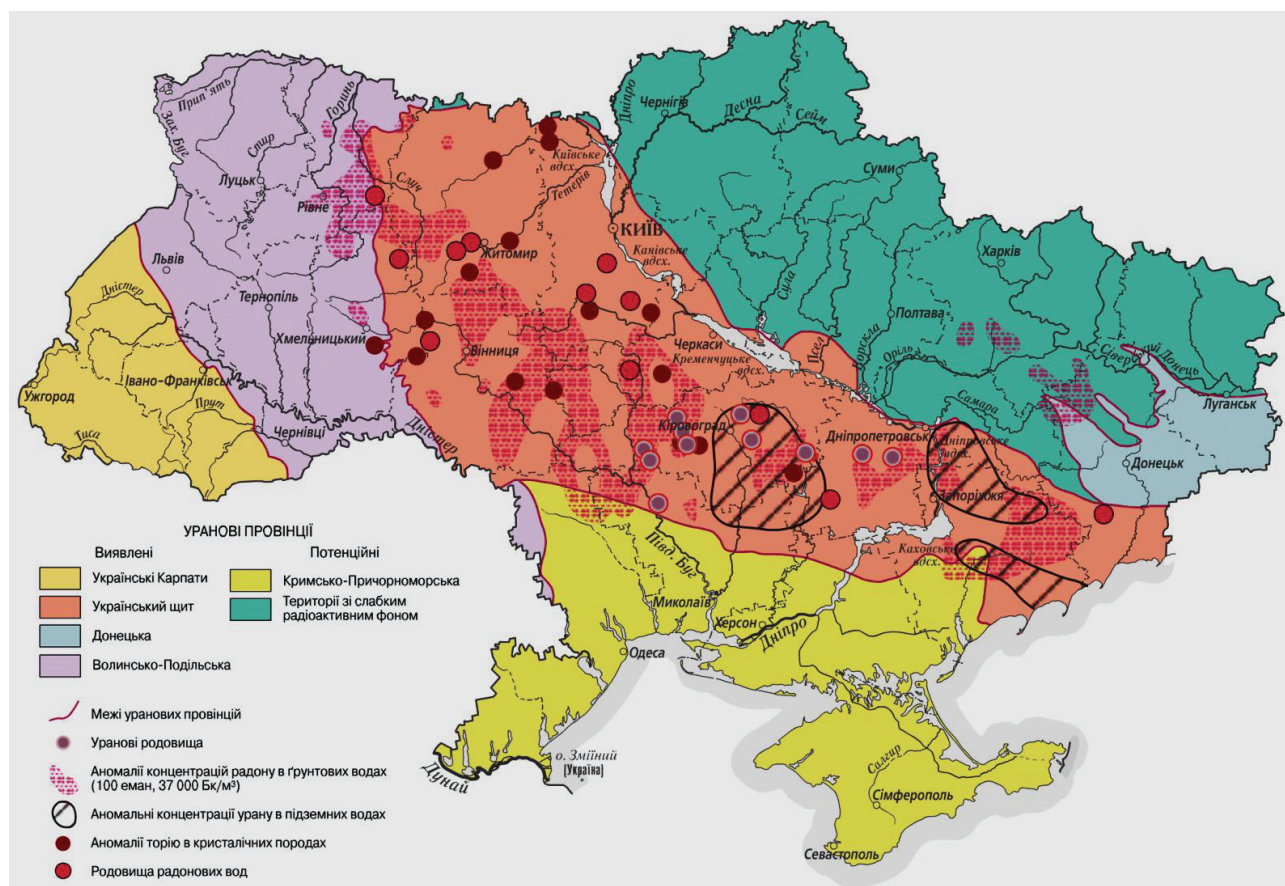 Прип'ять
Горинь
Зах. Буг
Стир
Луцьк
Рівне
Случ
Дніпро
Чернігів
Десна
Сейм
Київське
вдсх.
Тетерів
Суми
КИЇВ
Житомир
Канівське
вдсх.
Сула
Харків
Львів
Дністер
Тернопіль
Хмельницький
Вінниця
Черкаси
Кременчуцьке
вдсх.
Псел
Ворскла
Полтава
Оріль
Сівер
ий Донець
Луганськ
Ужгород
Івано-Франківськ
Прут
Тиса
Чернівці
Дністер
Кіровоград
Самара
Дніпропетровськ
Дніпровське
вдсх.
Донецьк
Запоріжжя
Каховське
вдсх.
Півд. Буг
Миколаїв
Херсон
Дніпро
Одеса
о. Зміїний
(Україна)
Дунай
Салгир
Сімферополь
Севастополь
УРАНОВІ ПРОВІНЦІЇ
Виявлені
Потенційні
Українські Карпати
Кримсько-Причорноморська
Український щит
Території зі слабким
радіоактивним фоном
Донецька
Волинсько-Подільська
Межі уранових провінцій
Уранові родовища
Аномалії концентрацій радону в ґрунтових водах
(100 еман, 37 000 Бк/м³)
Аномальні концентрації урану в підземних водах
Аномалії торію в кристалічних породах
Родовища радонових вод